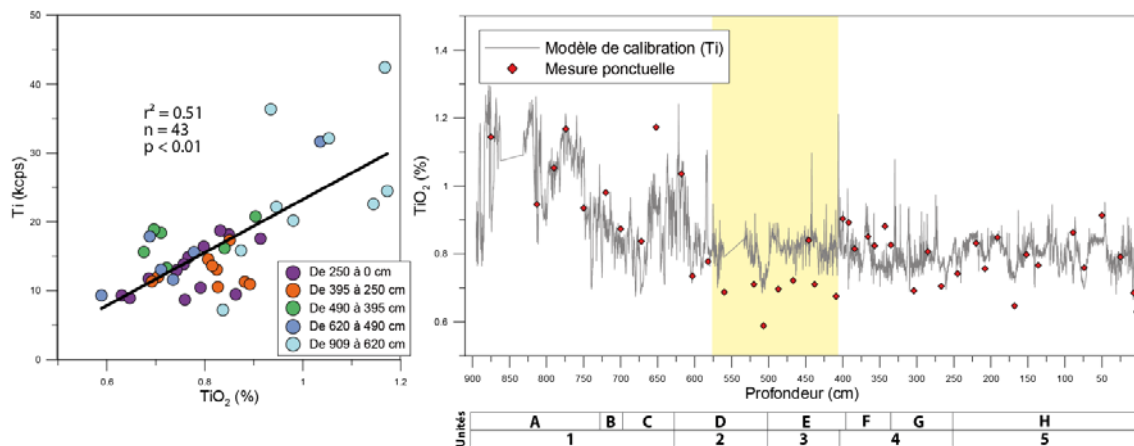 50
40
30
20
10
0
Ti (kcps)
r² = 0.51
n = 43
p < 0.01
De 250 à 0 cm
De 395 à 250 cm
De 490 à 395 cm
De 620 à 490 cm
De 909 à 620 cm
0.6 0.8 1 1.2
TiO₂ (%)
1.4
1.2
1.0
0.8
0.6
TiO₂ (%)
Modèle de calibration (Ti)
Mesure ponctuelle
TiO₂ (%)
900 850 800 750 700 650 600 550 500 450 400 350 300 250 200 150 100 50 0
Profondeur (cm)
Unités
A B C D E F G H
1 2 3 4 5